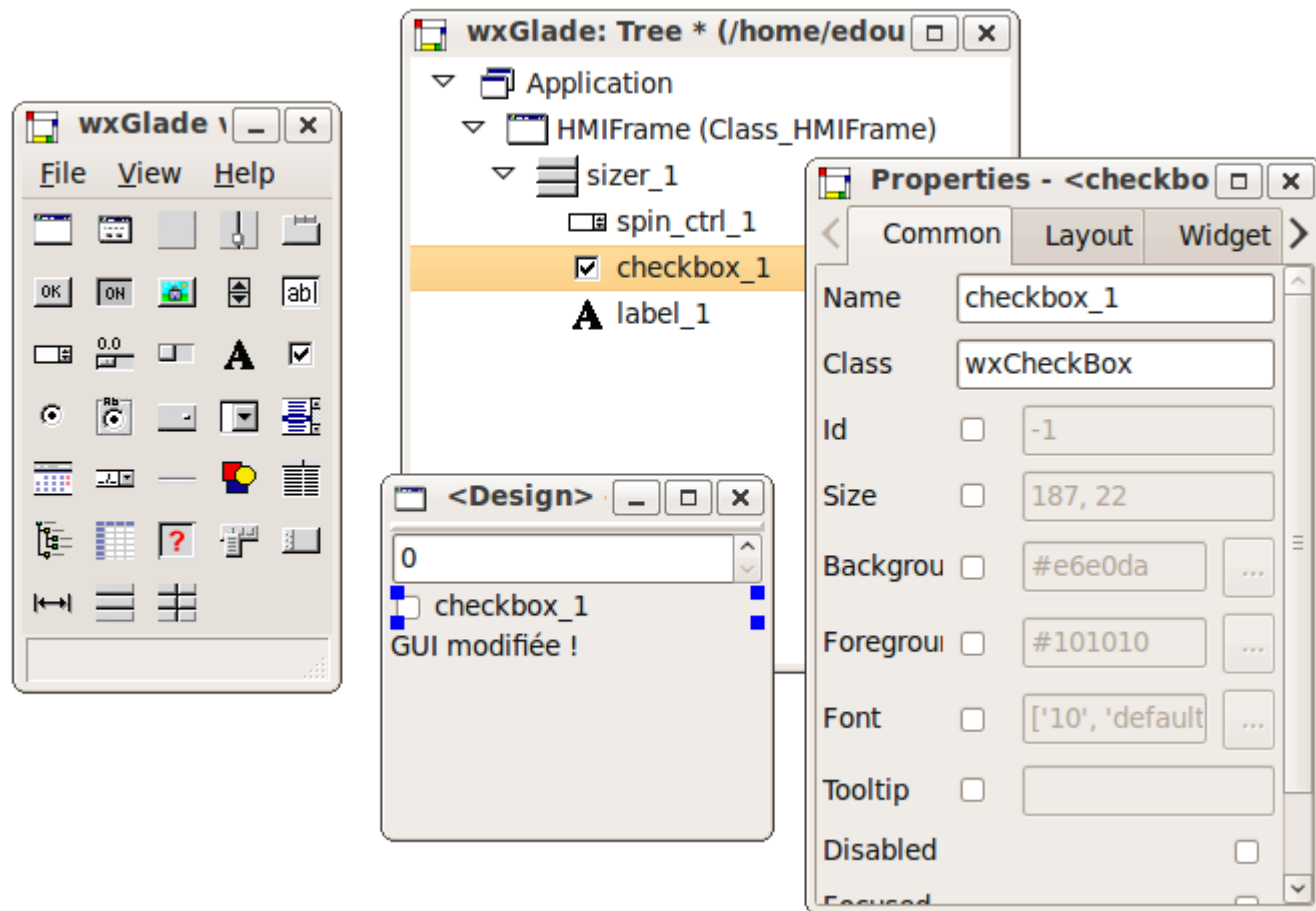 wxGlade: Tree * (/home/edou
Application
HMIFrame (Class_HMIFrame)
sizer_1
spin_ctrl_1
checkbox_1
label_1
wxGlade
File View Help
OK ON ab
0.0
Ab
?
<Design>
0
checkbox_1
GUI modifiée !
Properties - <checkbo
Common Layout Widget
Name checkbox_1
Class wxCheckBox
Id -1
Size 187, 22
Backgrou #e6e0da ...
Foregrou #101010 ...
Font ['10', 'default ...
Tooltip
Disabled
Focused